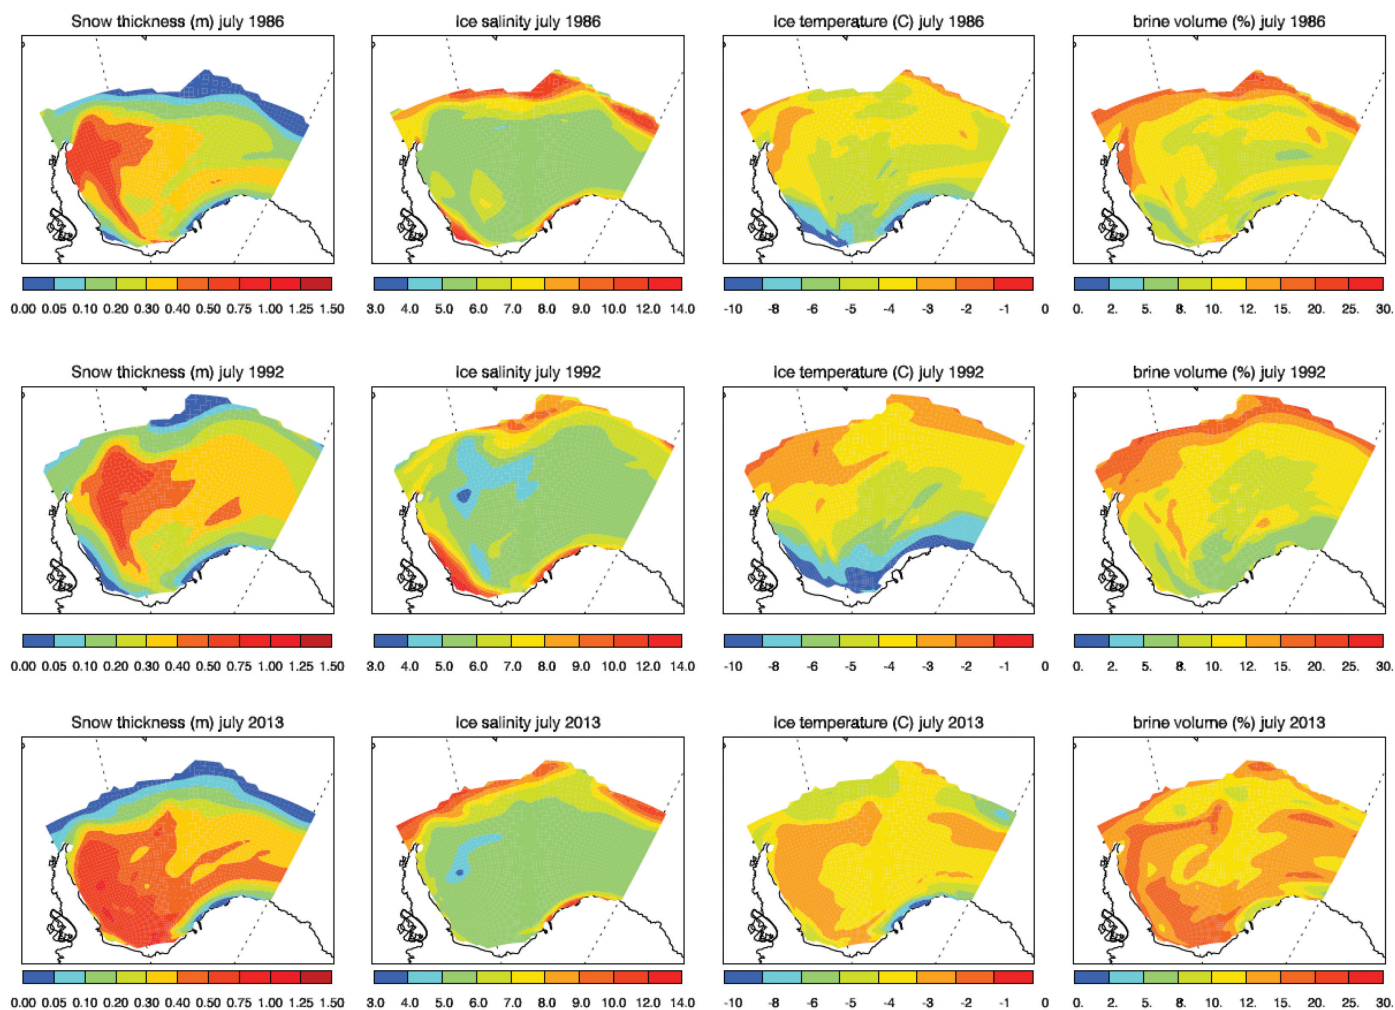 Snow thickness (m) july 1986
Ice salinity july 1986
Ice temperature (C) july 1986
brine volume (%) july 1986
0.00 0.05 0.10 0.20 0.30 0.40 0.50 0.75 1.00 1.25 1.50
3.0 4.0 5.0 6.0 7.0 8.0 9.0 10.0 12.0 14.0
-10 -8 -6 -5 -4 -3 -2 -1 0
0. 2. 5. 8. 10. 12. 15. 20. 25. 30.
Snow thickness (m) july 1992
Ice salinity july 1992
Ice temperature (C) july 1992
brine volume (%) july 1992
0.00 0.05 0.10 0.20 0.30 0.40 0.50 0.75 1.00 1.25 1.50
3.0 4.0 5.0 6.0 7.0 8.0 9.0 10.0 12.0 14.0
-10 -8 -6 -5 -4 -3 -2 -1 0
0. 2. 5. 8. 10. 12. 15. 20. 25. 30.
Snow thickness (m) july 2013
Ice salinity july 2013
Ice temperature (C) july 2013
brine volume (%) july 2013
0.00 0.05 0.10 0.20 0.30 0.40 0.50 0.75 1.00 1.25 1.50
3.0 4.0 5.0 6.0 7.0 8.0 9.0 10.0 12.0 14.0
-10 -8 -6 -5 -4 -3 -2 -1 0
0. 2. 5. 8. 10. 12. 15. 20. 25. 30.